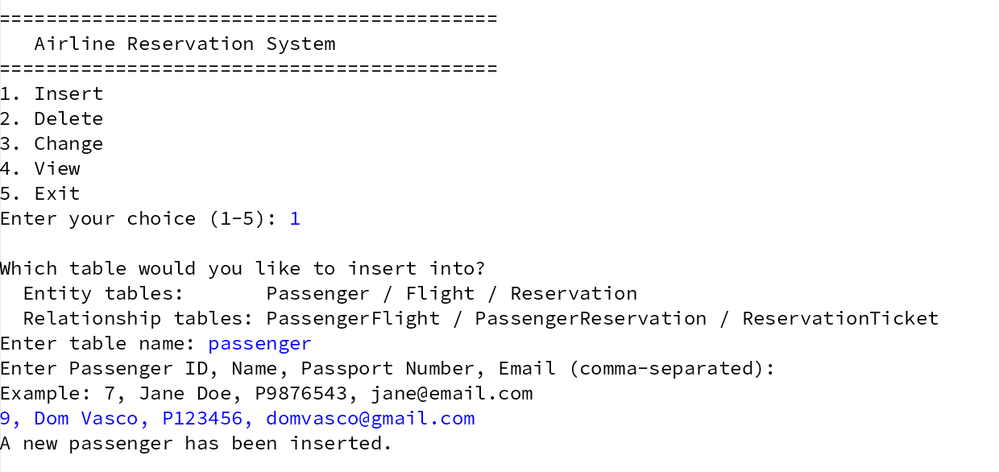 ===========================================
   Airline Reservation System
===========================================
1. Insert
2. Delete
3. Change
4. View
5. Exit
Enter your choice (1-5): 1

Which table would you like to insert into?
  Entity tables:       Passenger / Flight / Reservation
  Relationship tables: PassengerFlight / PassengerReservation / ReservationTicket
Enter table name: passenger
Enter Passenger ID, Name, Passport Number, Email (comma-separated):
Example: 7, Jane Doe, P9876543, jane@email.com
9, Dom Vasco, P123456, domvasco@gmail.com
A new passenger has been inserted.